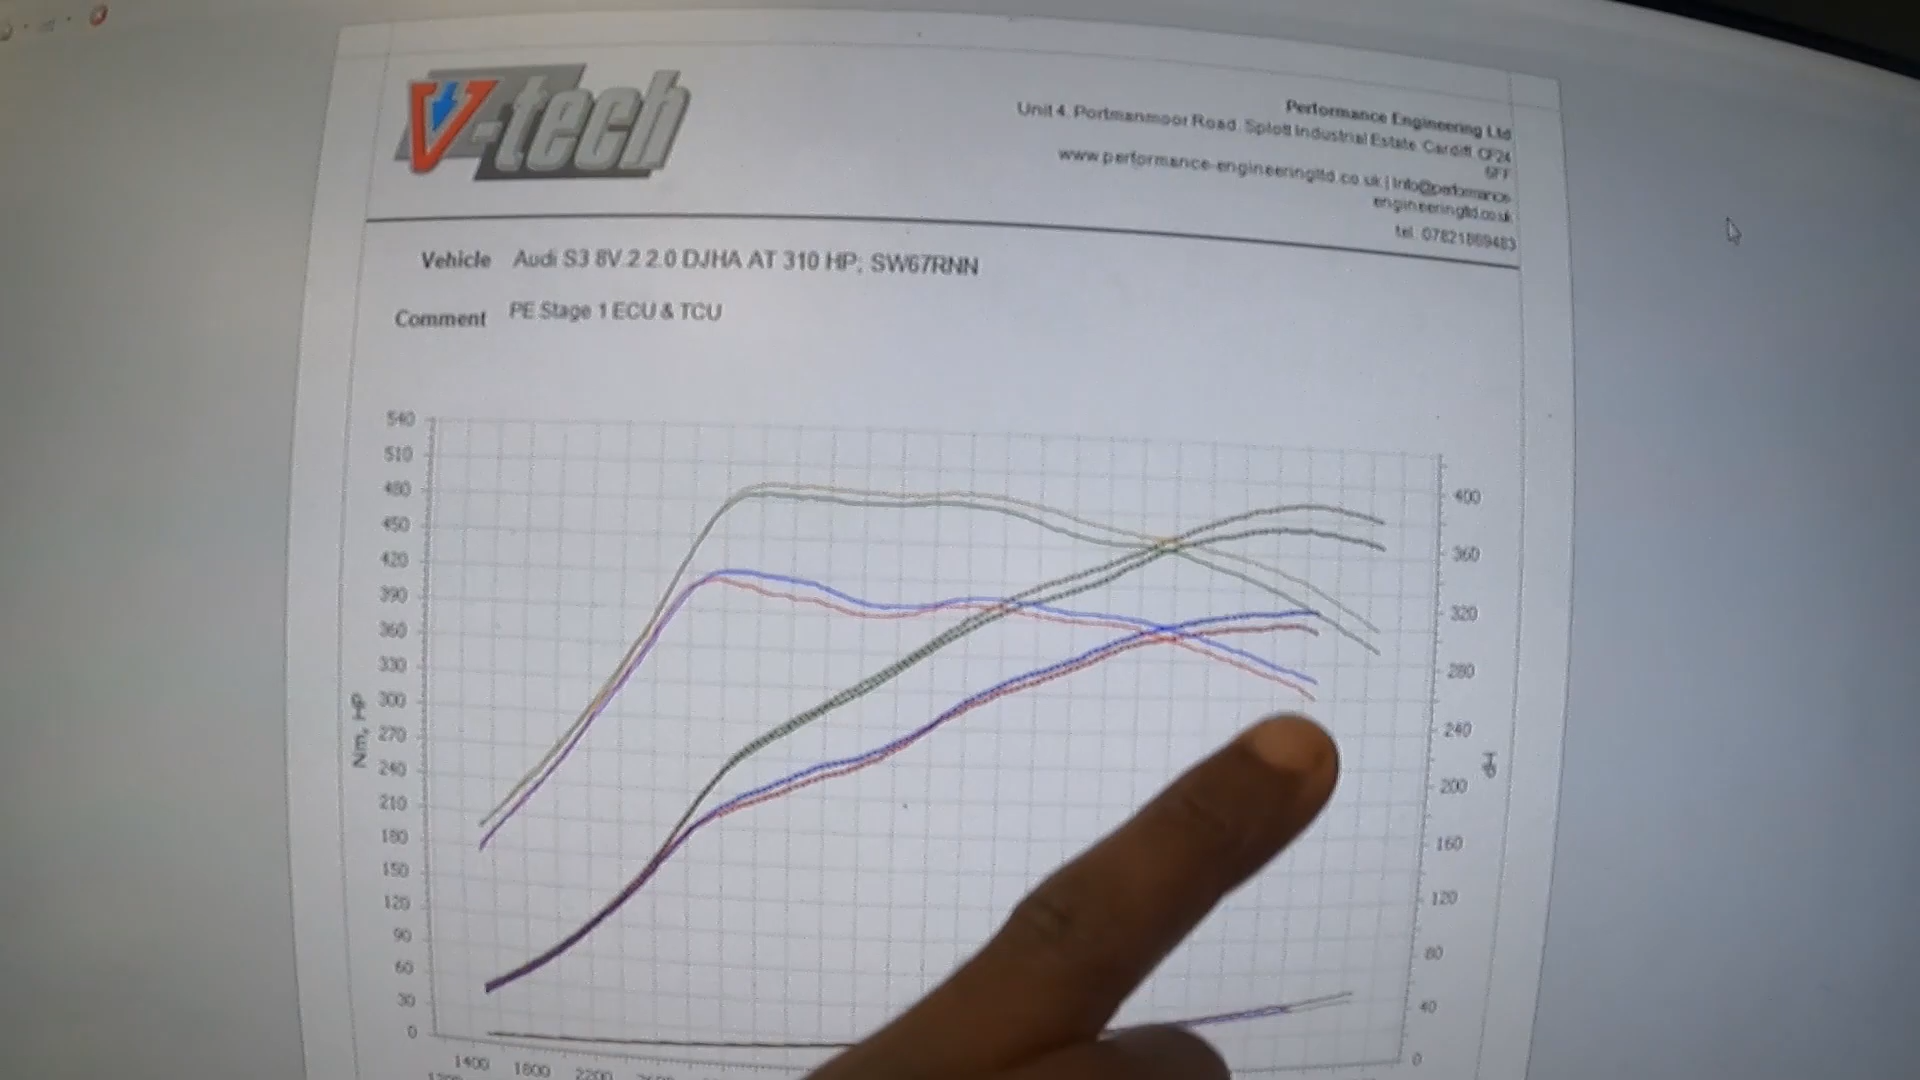 V-tech
Performance Engineering Ltd
Unit 4, Portmanmoor Road, Splott Industrial Estate Cardiff CF24
6FF
www.performance-engineeringltd.co.uk | Info@performance
engineeringltd.co.uk
tel. 07821869483
Vehicle Audi S3 8V.2 2.0 DJHA AT 310 HP; SW67RNN
Comment PE Stage 1 ECU & TCU
540
510
480
450
420
390
360
330
300
270
240
210
180
150
120
90
60
30
0
Nm, HP
400
360
320
280
240
200
160
120
80
40
0
HP
1400 1800 2200